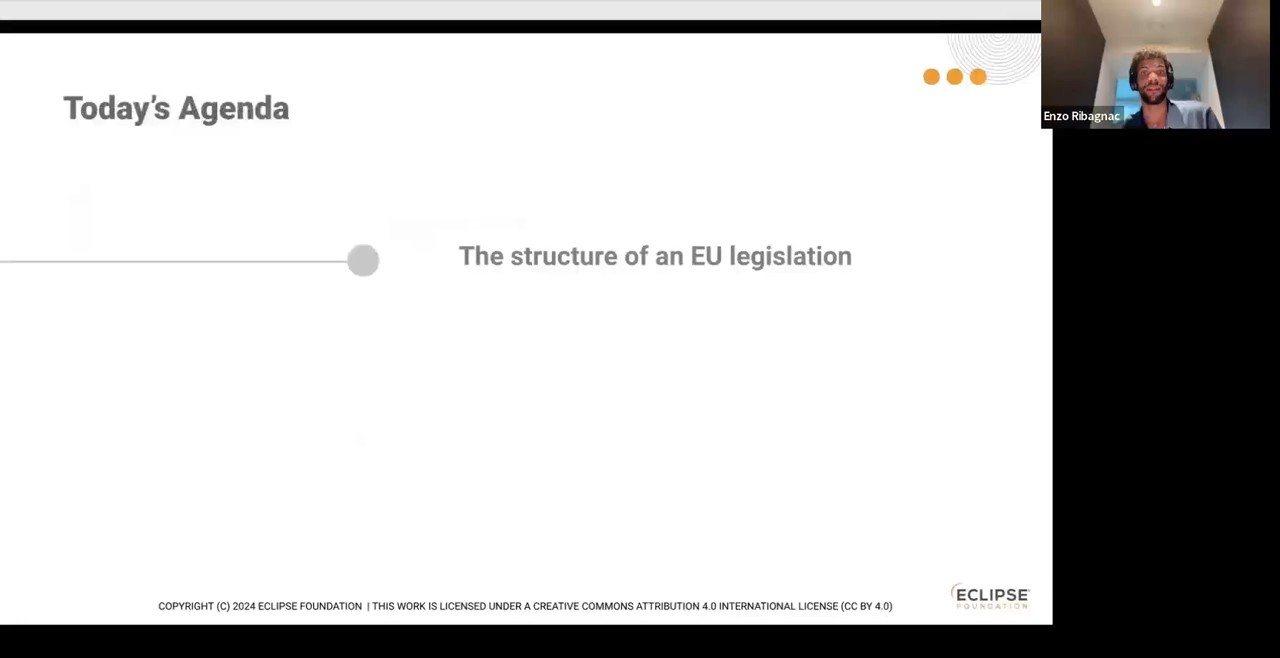 Today's Agenda
Enzo Ribagnac
The structure of an EU legislation
ECLIPSE
FOUNDATION
COPYRIGHT (C) 2024 ECLIPSE FOUNDATION | THIS WORK IS LICENSED UNDER A CREATIVE COMMONS ATTRIBUTION 4.0 INTERNATIONAL LICENSE (CC BY 4.0)